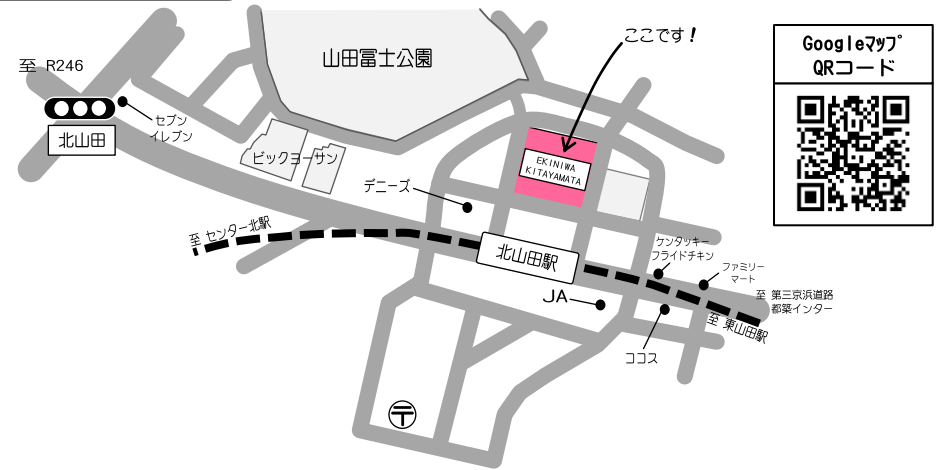 山田富士公園
ここです!
Googleマップ
QRコード
至 R246
セブン
イレブン
北山田
ビックヨーサン
EKINIWA
KITAYAMATA
デニーズ
至 センター北駅
北山田駅
ケンタッキー
フライドチキン
ファミリー
マート
JA
至 第三京浜道路
都築インター
至 東山田駅
ココス
〒